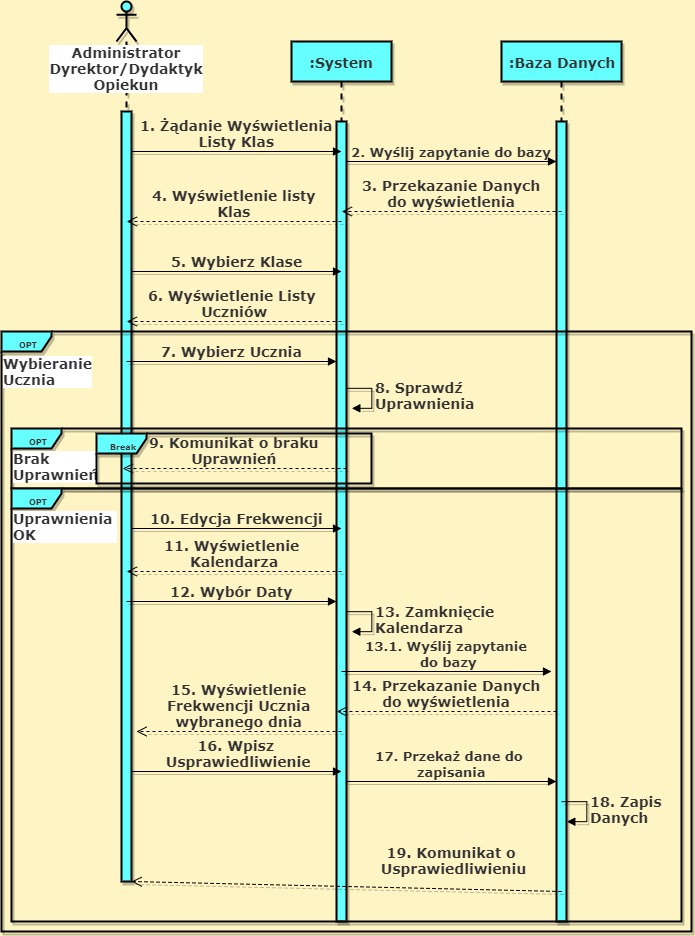 Administrator
Dyrektor/Dydaktyk
Opiekun
:System
:Baza Danych
1. Żądanie Wyświetlenia
Listy Klas
2. Wyślij zapytanie do bazy
3. Przekazanie Danych
do wyświetlenia
4. Wyświetlenie listy
Klas
5. Wybierz Klase
6. Wyświetlenie Listy
Uczniów
OPT
Wybieranie
Ucznia
7. Wybierz Ucznia
8. Sprawdź
Uprawnienia
OPT
Brak
Uprawnień
Break
9. Komunikat o braku
Uprawnień
OPT
Uprawnienia
OK
10. Edycja Frekwencji
11. Wyświetlenie
Kalendarza
12. Wybór Daty
13. Zamknięcie
Kalendarza
13.1. Wyślij zapytanie
do bazy
14. Przekazanie Danych
do wyświetlenia
15. Wyświetlenie
Frekwencji Ucznia
wybranego dnia
16. Wpisz
Usprawiedliwienie
17. Przekaż dane do
zapisania
18. Zapis
Danych
19. Komunikat o
Usprawiedliwieniu